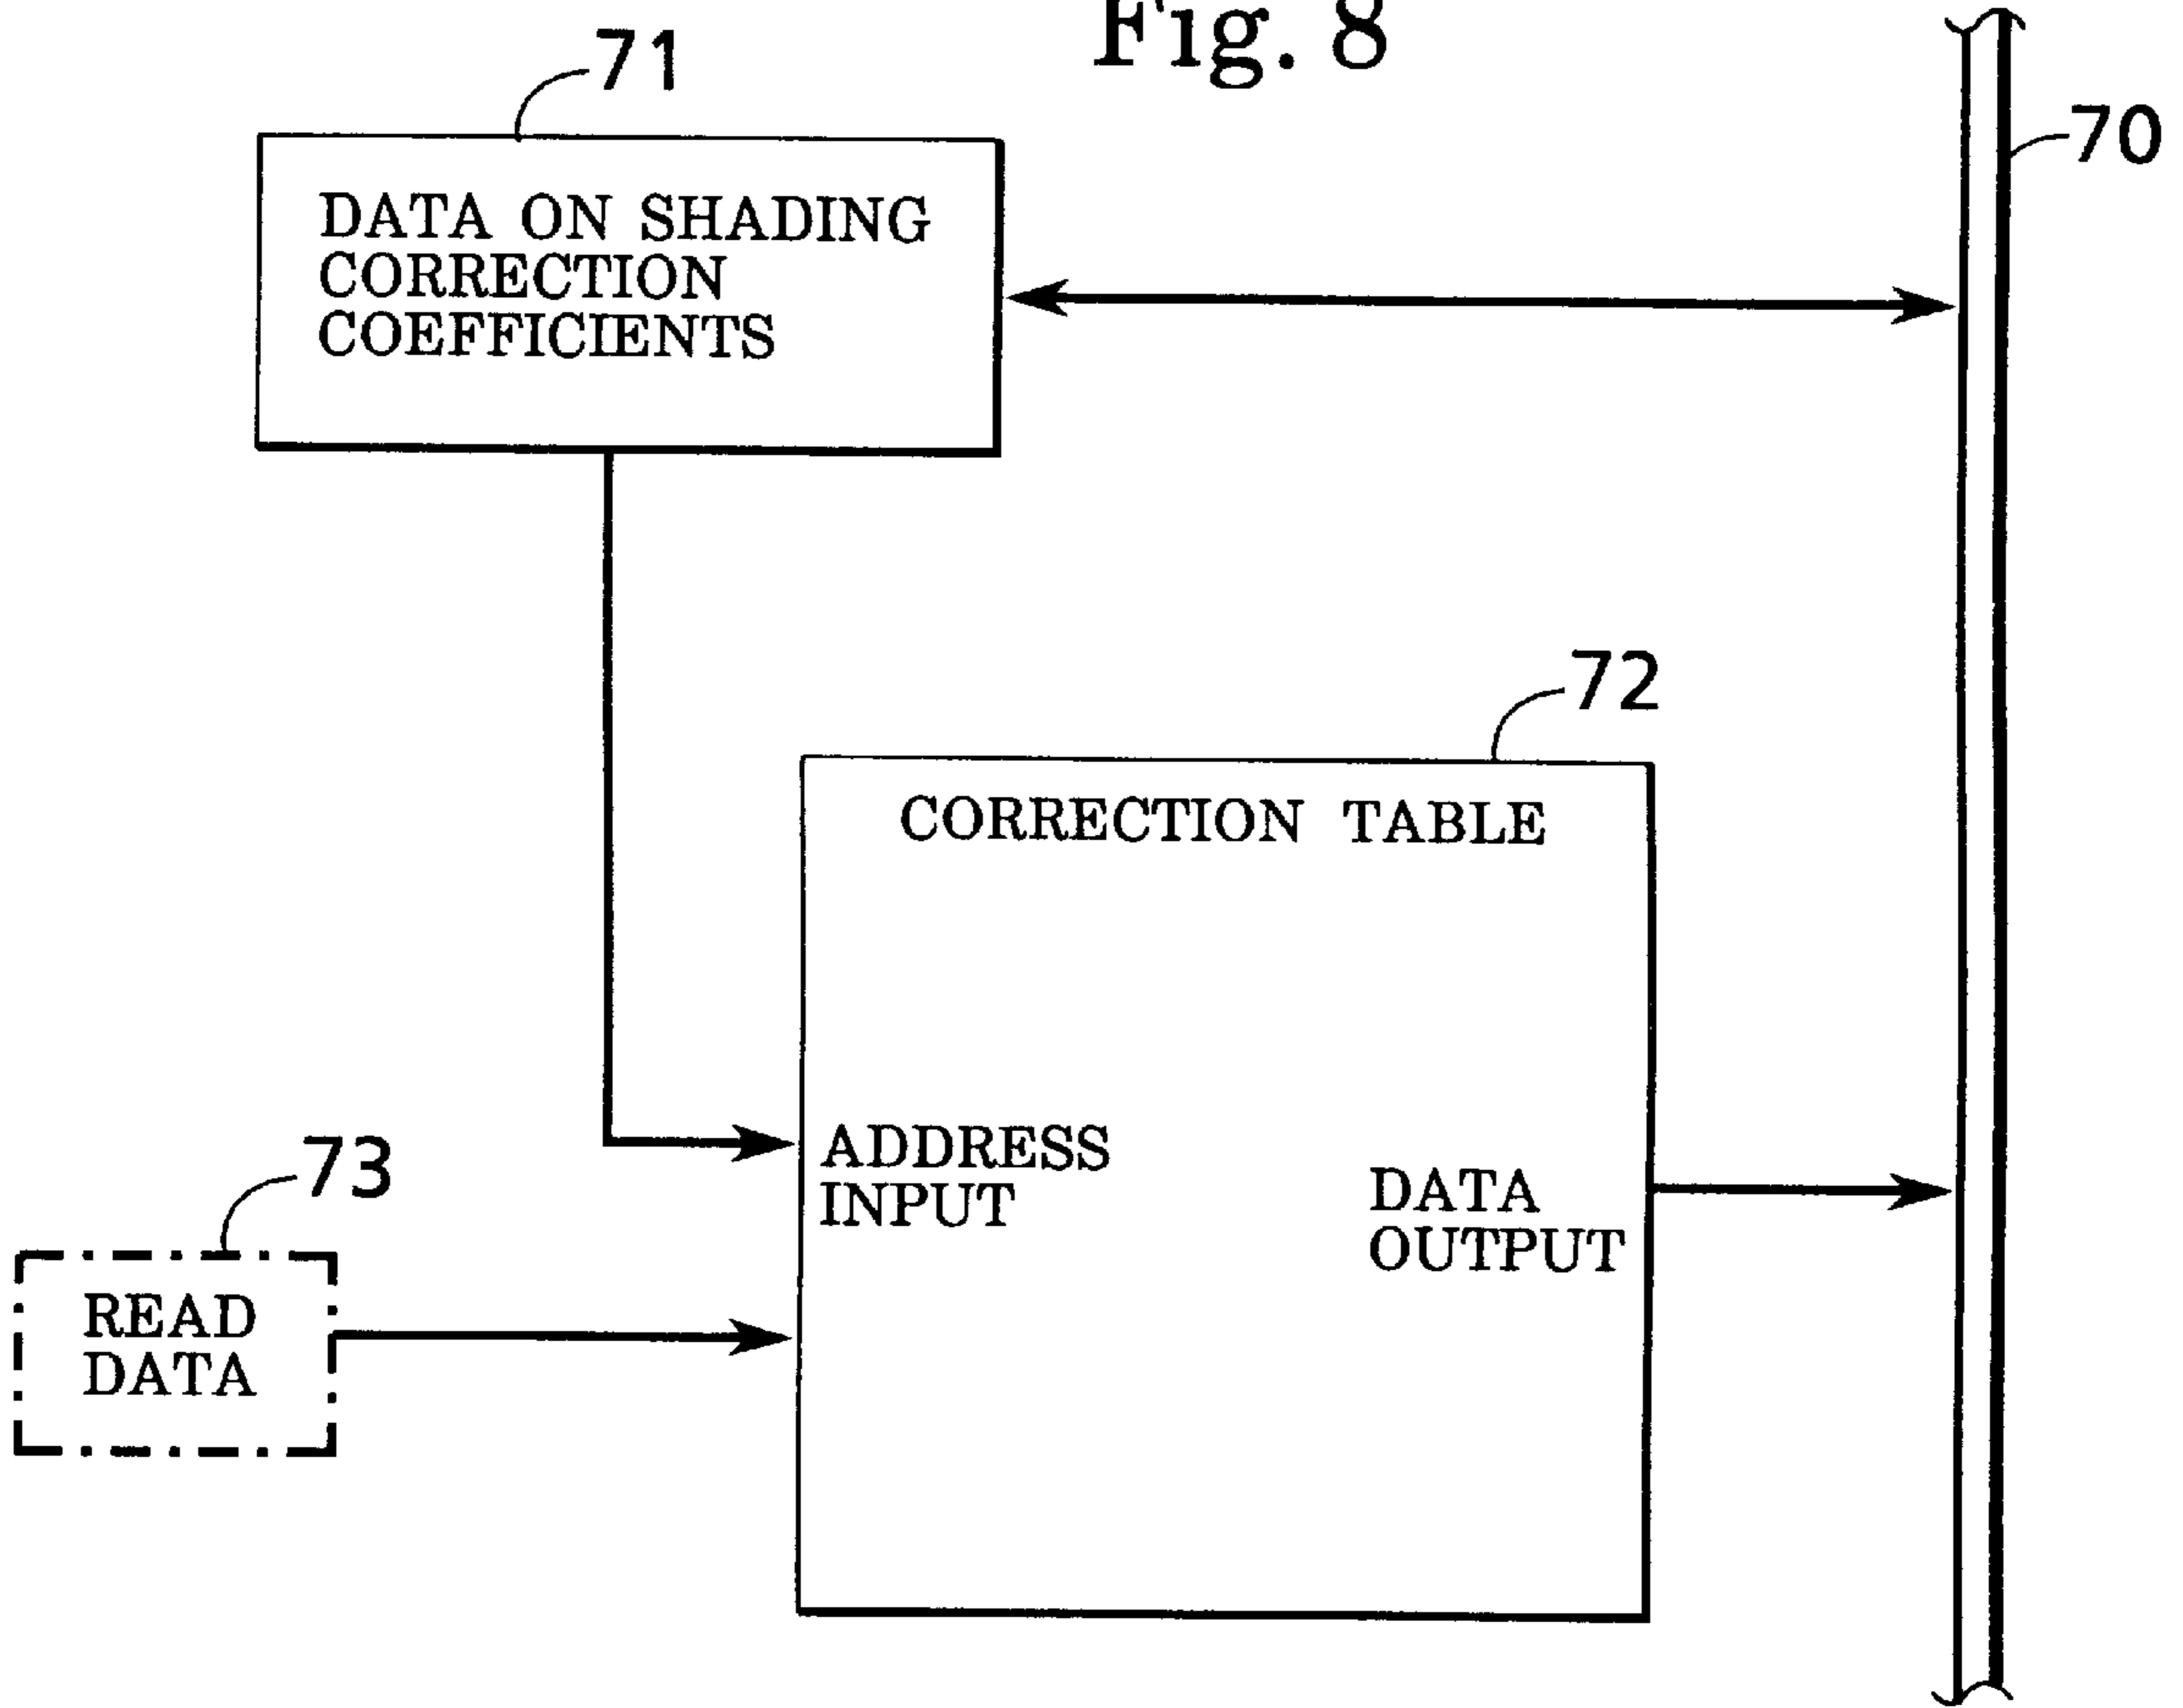 Fig. 8
71
70
DATA ON SHADING
CORRECTION
COEFFICIENTS
72
CORRECTION TABLE
ADDRESS
INPUT
DATA
OUTPUT
73
READ
DATA